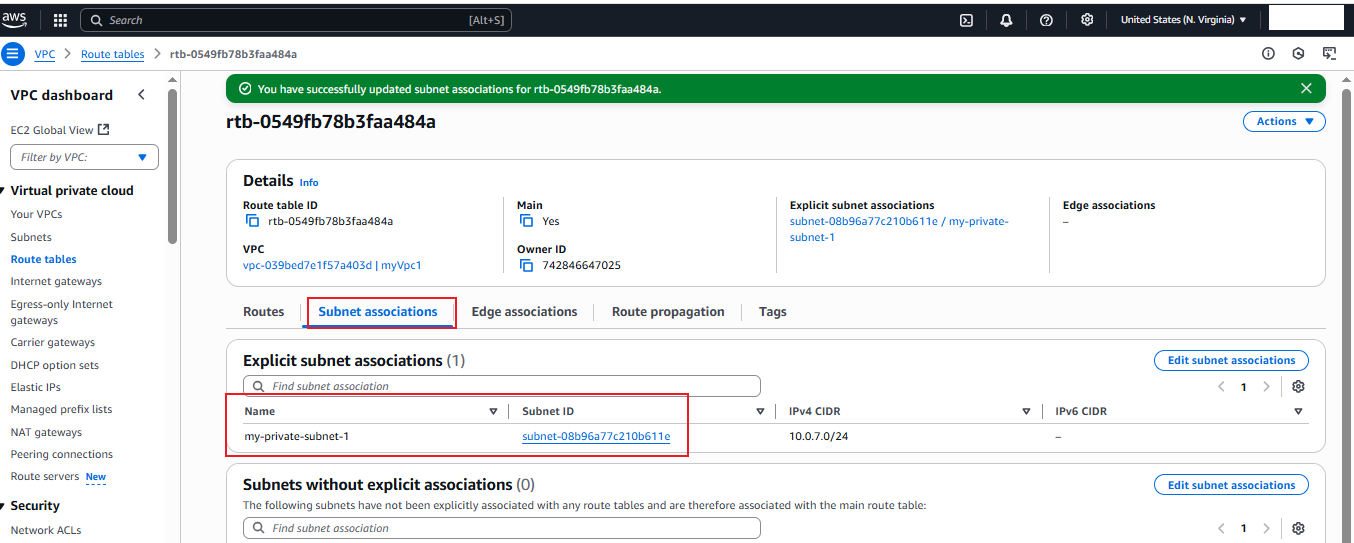 aws
Search [Alt+S] United States (N. Virginia)
VPC > Route tables > rtb-0549fb78b3faa484a
VPC dashboard
EC2 Global View
Filter by VPC:
Virtual private cloud
Your VPCs
Subnets
Route tables
Internet gateways
Egress-only Internet
gateways
Carrier gateways
DHCP option sets
Elastic IPs
Managed prefix lists
NAT gateways
Peering connections
Route servers New
Security
Network ACLs
You have successfully updated subnet associations for rtb-0549fb78b3faa484a.
rtb-0549fb78b3faa484a
Actions
Details Info
Route table ID
rtb-0549fb78b3faa484a
Main
Yes
Explicit subnet associations
subnet-08b96a77c210b611e / my-private-
subnet-1
Edge associations
–
VPC
vpc-039bed7e1f57a403d | myVpc1
Owner ID
742846647025
Routes Subnet associations Edge associations Route propagation Tags
Explicit subnet associations (1)
Edit subnet associations
Find subnet association
1
Name Subnet ID IPv4 CIDR IPv6 CIDR
my-private-subnet-1 subnet-08b96a77c210b611e 10.0.7.0/24 –
Subnets without explicit associations (0)
Edit subnet associations
The following subnets have not been explicitly associated with any route tables and are therefore associated with the main route table:
Find subnet association
1